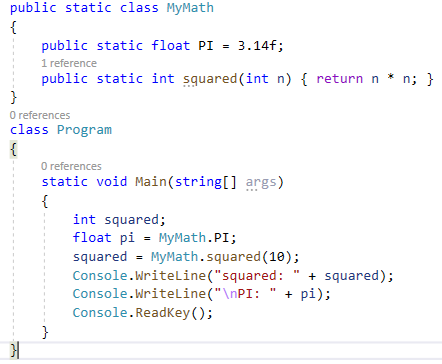 public static class MyMath
{
    public static float PI = 3.14f;
    1 reference
    public static int squared(int n) { return n * n; }
}
0 references
class Program
{
    0 references
    static void Main(string[] args)
    {
        int squared;
        float pi = MyMath.PI;
        squared = MyMath.squared(10);
        Console.WriteLine("squared: " + squared);
        Console.WriteLine("\nPI: " + pi);
        Console.ReadKey();
    }
}